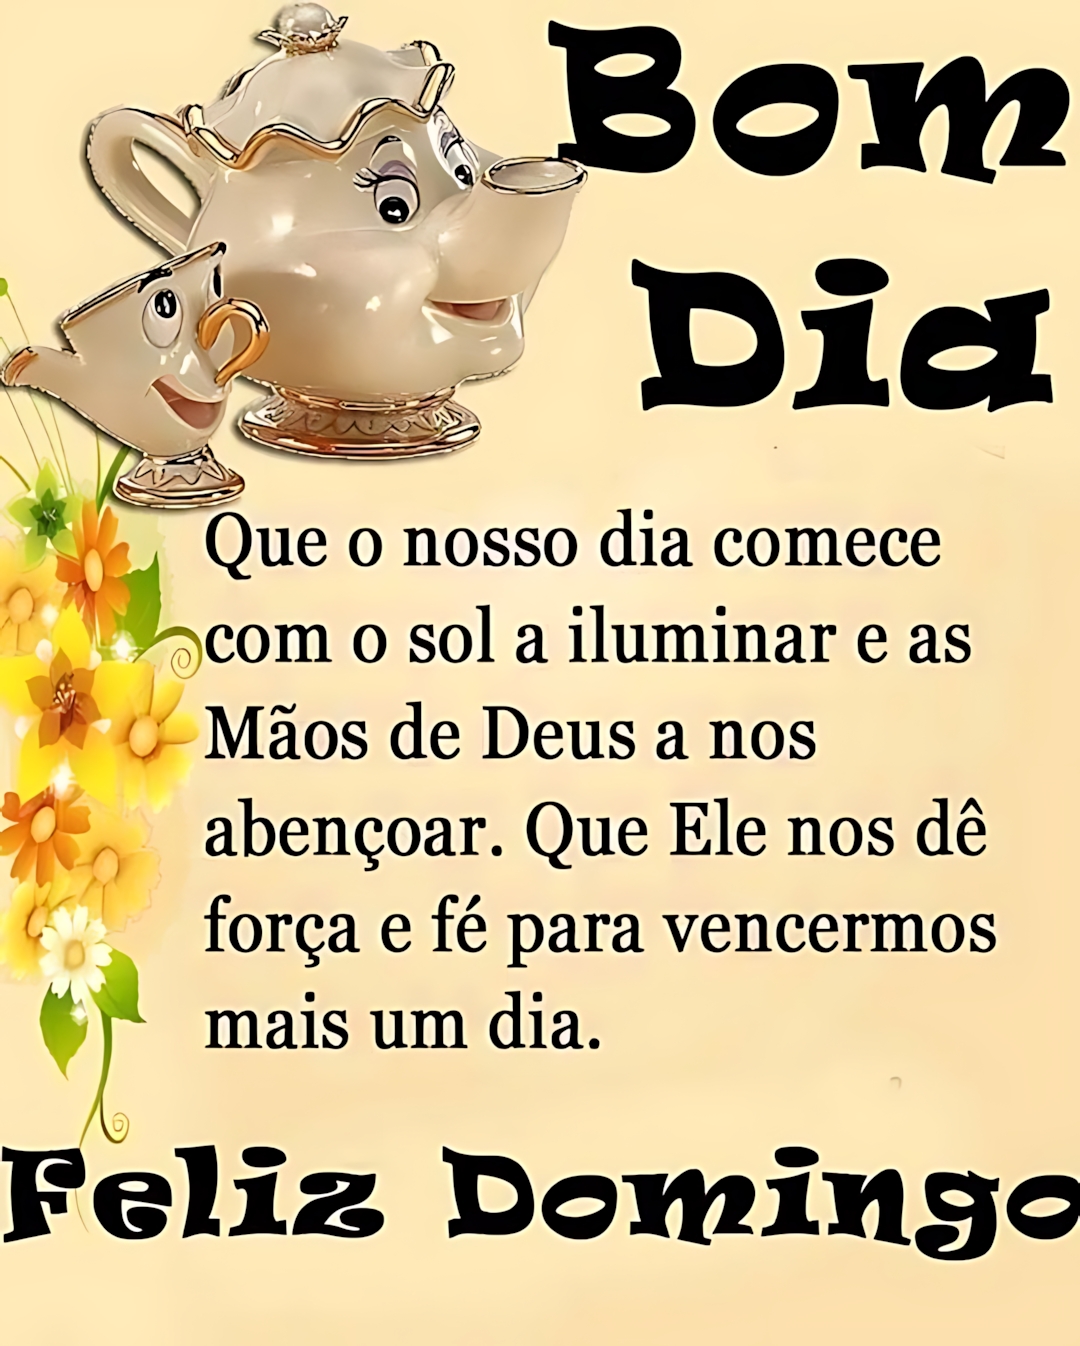 Bom
Dia
Que o nosso dia comece
com o sol a iluminar e as
Mãos de Deus a nos
abençoar. Que Ele nos dê
força e fé para vencermos
mais um dia.
Feliz Domingo